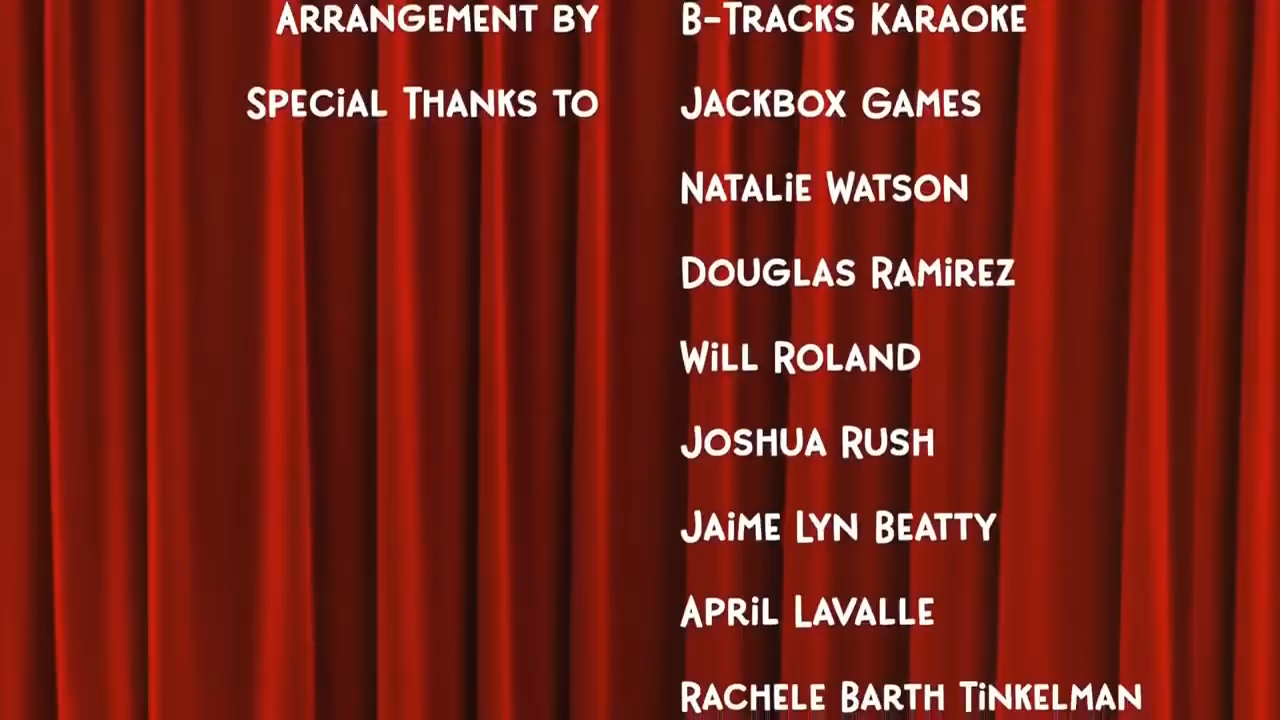 Arrangement by B-Tracks Karaoke
Special Thanks to Jackbox Games
Natalie Watson
Douglas Ramirez
Will Roland
Joshua Rush
Jaime Lyn Beatty
April Lavalle
Rachele Barth Tinkelman